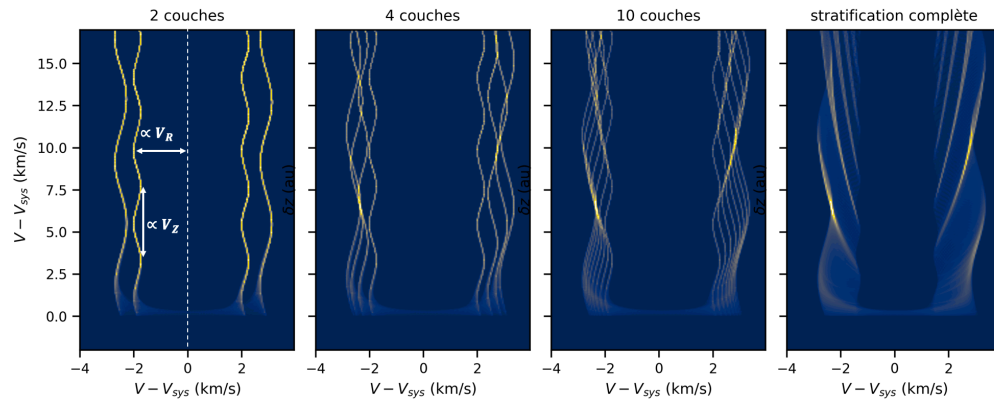 2 couches
4 couches
10 couches
stratification complète
V − V_sys (km/s)
15.0
12.5
10.0
7.5
5.0
2.5
0.0
∝ V_R
∝ V_Z
δz (au)
δz (au)
−4 −2 0 2
−4 −2 0 2
−4 −2 0 2
−4 −2 0 2
V − V_sys (km/s)
V − V_sys (km/s)
V − V_sys (km/s)
V − V_sys (km/s)